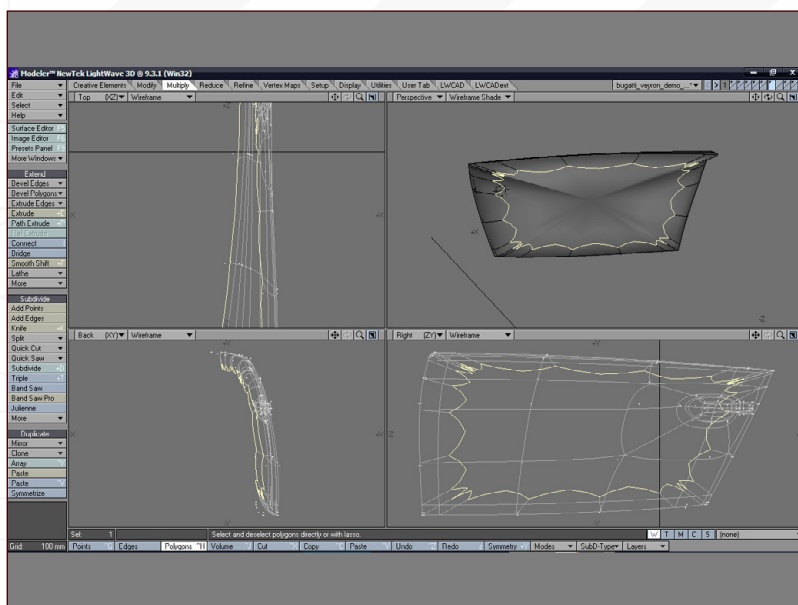 Modeler™ NewTek LightWave 3D ® 9.3.1 (Win32)
File
Creative Elements Modify Multiply Reduce Refine Vertex Maps Setup Display Utilities User Tab LWCAD LWCADext
bugatti_veyron_demo_... 1
Edit
Select
Help
Surface Editor F5
Image Editor F6
Presets Panel F8
More Windows
Extend
Bevel Edges
Bevel Polygons
Extrude Edges
Extrude
Path Extrude
Connect
Bridge
Smooth Shift
Lathe
More
Subdivide
Add Points
Add Edges
Knife
Split
Quick Cut
Quick Saw
Subdivide
Triple
Band Saw
Band Saw Pro
Julienne
More
Duplicate
Mirror
Clone
Array
Paste
Paste
Symmetrize
Top (XZ) Wireframe
Perspective Wireframe Shade
Back (XY) Wireframe
Right (ZY) Wireframe
Sel: 1 Select and deselect polygons directly or with lasso.
W T M C S (none)
Grid: 100 mm Points Edges Polygons Volume Cut Copy Paste Undo Redo Symmetry Modes SubD-Type Layers